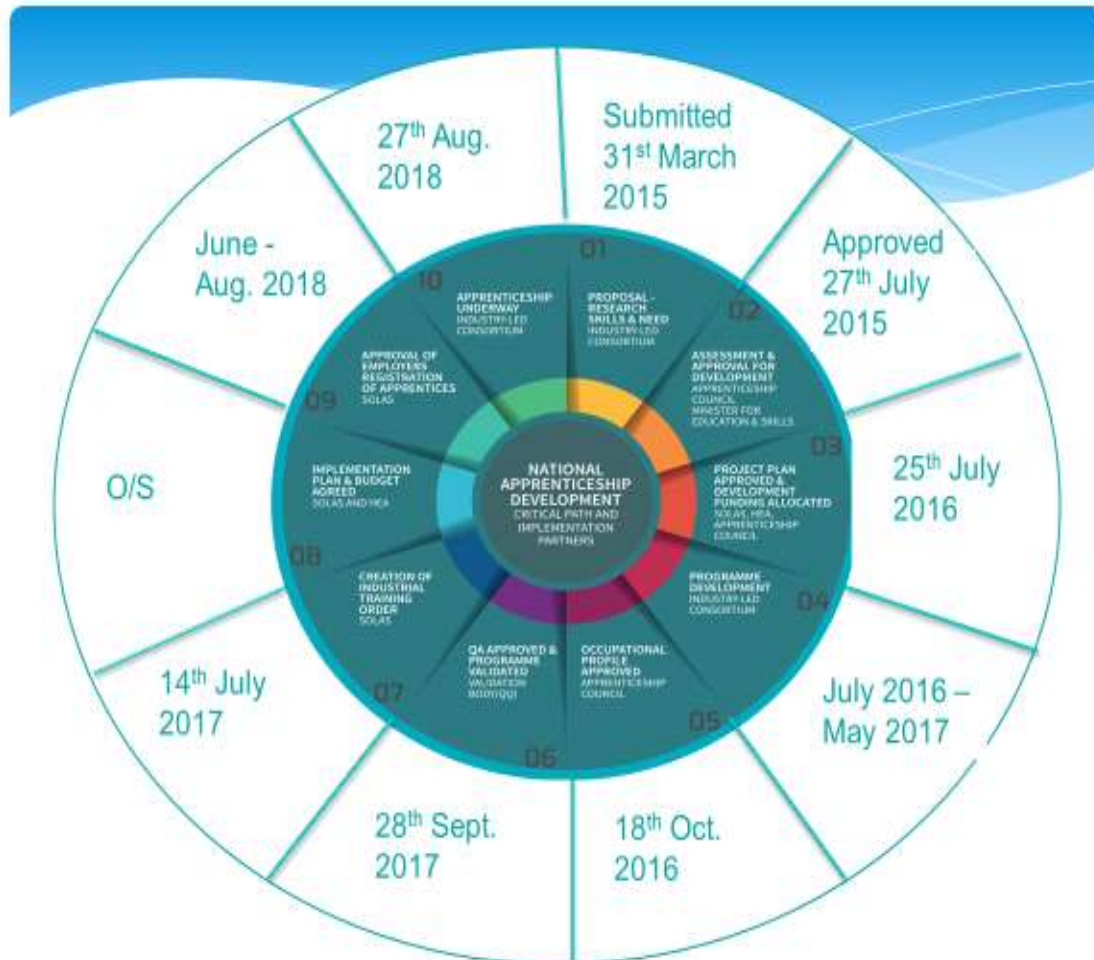 Submitted
31st March
2015
Approved
27th July
2015
25th July
2016
July 2016 –
May 2017
18th Oct.
2016
28th Sept.
2017
14th July
2017
O/S
June -
Aug. 2018
27th Aug.
2018
01
PROPOSAL -
RESEARCH
SKILLS & NEED
INDUSTRY-LED
CONSORTIUM
02
ASSESSMENT &
APPROVAL FOR
DEVELOPMENT
APPRENTICESHIP
COUNCIL
MINISTER FOR
EDUCATION & SKILLS
03
PROJECT PLAN
APPROVED &
DEVELOPMENT
FUNDING ALLOCATED
SOLAS, HEA,
APPRENTICESHIP
COUNCIL
04
PROGRAMME
DEVELOPMENT
INDUSTRY-LED
CONSORTIUM
05
OCCUPATIONAL
PROFILE
APPROVED
APPRENTICESHIP
COUNCIL
06
QA APPROVED &
PROGRAMME
VALIDATED
VALIDATION
BODY/QQI
07
CREATION OF
INDUSTRIAL
TRAINING
ORDER
SOLAS
08
IMPLEMENTATION
PLAN & BUDGET
AGREED
SOLAS AND HEA
09
APPROVAL OF
EMPLOYERS
REGISTRATION
OF APPRENTICES
SOLAS
10
APPRENTICESHIP
UNDERWAY
INDUSTRY-LED
CONSORTIUM
NATIONAL
APPRENTICESHIP
DEVELOPMENT
CRITICAL PATH AND
IMPLEMENTATION
PARTNERS